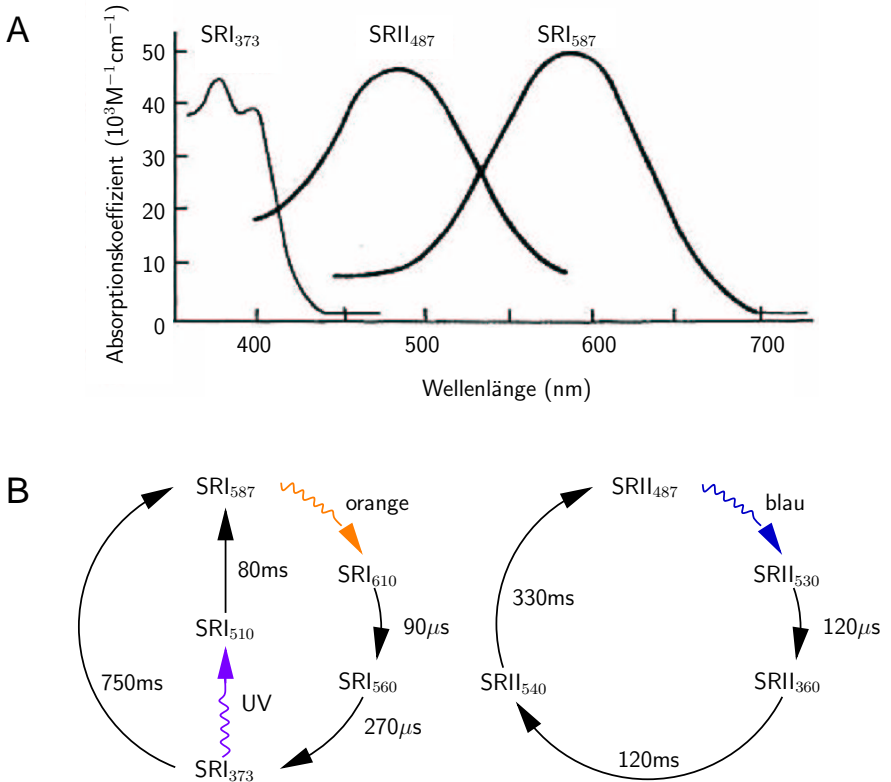 A
SRI₃₇₃ SRII₄₈₇ SRI₅₈₇
Absorptionskoeffizient (10³M⁻¹cm⁻¹)
50
40
30
20
10
0
400 500 600 700
Wellenlänge (nm)
B
SRI₅₈₇
orange
SRI₆₁₀
90μs
SRI₅₆₀
270μs
SRI₃₇₃
750ms
UV
SRI₅₁₀
80ms
SRII₄₈₇
blau
SRII₅₃₀
120μs
SRII₃₆₀
120ms
SRII₅₄₀
330ms